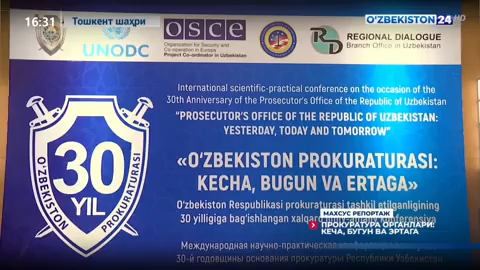 16:31
Тошкент шаҳри
O‘ZBEKISTON 24 HD
UNODC
OSCE
Organization for Security and
Co-operation in Europe
Project Co-ordinator in Uzbekistan
RD
REGIONAL DIALOGUE
Branch Office in Uzbekistan
International scientific-practical conference on the occasion of the
30th Anniversary of the Prosecutor's Office of the Republic of Uzbekistan
"PROSECUTOR'S OFFICE OF THE REPUBLIC OF UZBEKISTAN:
YESTERDAY, TODAY AND TOMORROW"
O‘ZBEKISTON PROKURATURASI
30
YIL
«O‘ZBEKISTON PROKURATURASI:
KECHA, BUGUN VA ERTAGA»
O‘zbekiston Respublikasi prokuraturasi tashkil etilganligining
30 yilligiga bag‘ishlangan xalqaro
МАХСУС РЕПОРТАЖ
ПРОКУРАТУРА ОРГАНЛАРИ:
КЕЧА, БУГУН ВА ЭРТАГА
Международная научно-практическая
30-й годовщины основания прокуратуры Республики Узбекистан